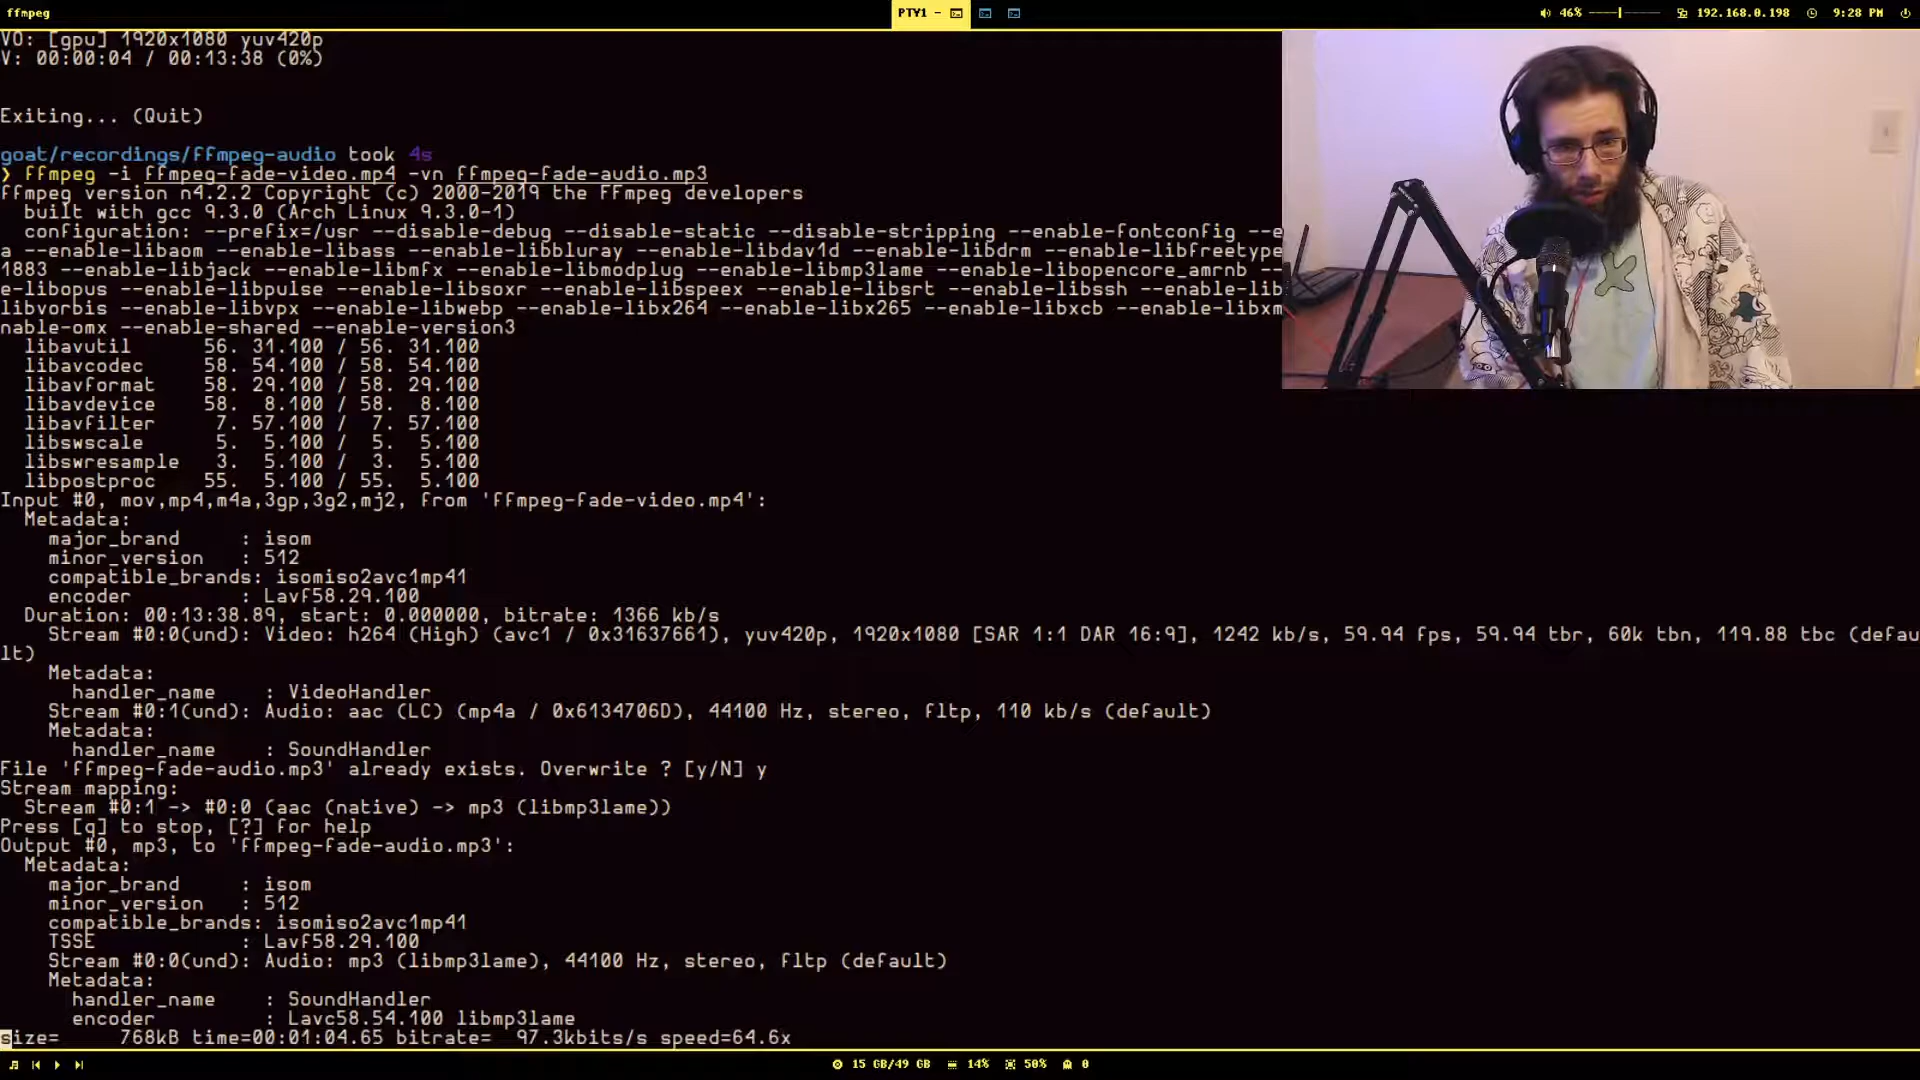 ffmpeg
PTY1 -
46%
192.168.0.198
9:28 PM
VO: [gpu] 1920x1080 yuv420p
V: 00:00:04 / 00:13:38 (0%)
Exiting... (Quit)
goat/recordings/ffmpeg-audio took 4s
❯ ffmpeg -i ffmpeg-fade-video.mp4 -vn ffmpeg-fade-audio.mp3
ffmpeg version n4.2.2 Copyright (c) 2000-2019 the FFmpeg developers
built with gcc 9.3.0 (Arch Linux 9.3.0-1)
configuration: --prefix=/usr --disable-debug --disable-static --disable-stripping --enable-fontconfig --e
a --enable-libaom --enable-libass --enable-libbluray --enable-libdav1d --enable-libdrm --enable-libfreetype
1883 --enable-libjack --enable-libmfx --enable-libmodplug --enable-libmp3lame --enable-libopencore_amrnb --
e-libopus --enable-libpulse --enable-libsoxr --enable-libspeex --enable-libsrt --enable-libssh --enable-lib
libvorbis --enable-libvpx --enable-libwebp --enable-libx264 --enable-libx265 --enable-libxcb --enable-libxm
nable-omx --enable-shared --enable-version3
libavutil 56. 31.100 / 56. 31.100
libavcodec 58. 54.100 / 58. 54.100
libavformat 58. 29.100 / 58. 29.100
libavdevice 58. 8.100 / 58. 8.100
libavfilter 7. 57.100 / 7. 57.100
libswscale 5. 5.100 / 5. 5.100
libswresample 3. 5.100 / 3. 5.100
libpostproc 55. 5.100 / 55. 5.100
Input #0, mov,mp4,m4a,3gp,3g2,mj2, from 'ffmpeg-fade-video.mp4':
Metadata:
major_brand : isom
minor_version : 512
compatible_brands: isomiso2avc1mp41
encoder : Lavf58.29.100
Duration: 00:13:38.89, start: 0.000000, bitrate: 1366 kb/s
Stream #0:0(und): Video: h264 (High) (avc1 / 0x31637661), yuv420p, 1920x1080 [SAR 1:1 DAR 16:9], 1242 kb/s, 59.94 fps, 59.94 tbr, 60k tbn, 119.88 tbc (defau
lt)
Metadata:
handler_name : VideoHandler
Stream #0:1(und): Audio: aac (LC) (mp4a / 0x6134706D), 44100 Hz, stereo, fltp, 110 kb/s (default)
Metadata:
handler_name : SoundHandler
File 'ffmpeg-fade-audio.mp3' already exists. Overwrite ? [y/N] y
Stream mapping:
Stream #0:1 -> #0:0 (aac (native) -> mp3 (libmp3lame))
Press [q] to stop, [?] for help
Output #0, mp3, to 'ffmpeg-fade-audio.mp3':
Metadata:
major_brand : isom
minor_version : 512
compatible_brands: isomiso2avc1mp41
TSSE : Lavf58.29.100
Stream #0:0(und): Audio: mp3 (libmp3lame), 44100 Hz, stereo, fltp (default)
Metadata:
handler_name : SoundHandler
encoder : Lavc58.54.100 libmp3lame
size= 768kB time=00:01:04.65 bitrate= 97.3kbits/s speed=64.6x
15 GB/49 GB
14%
50%
0